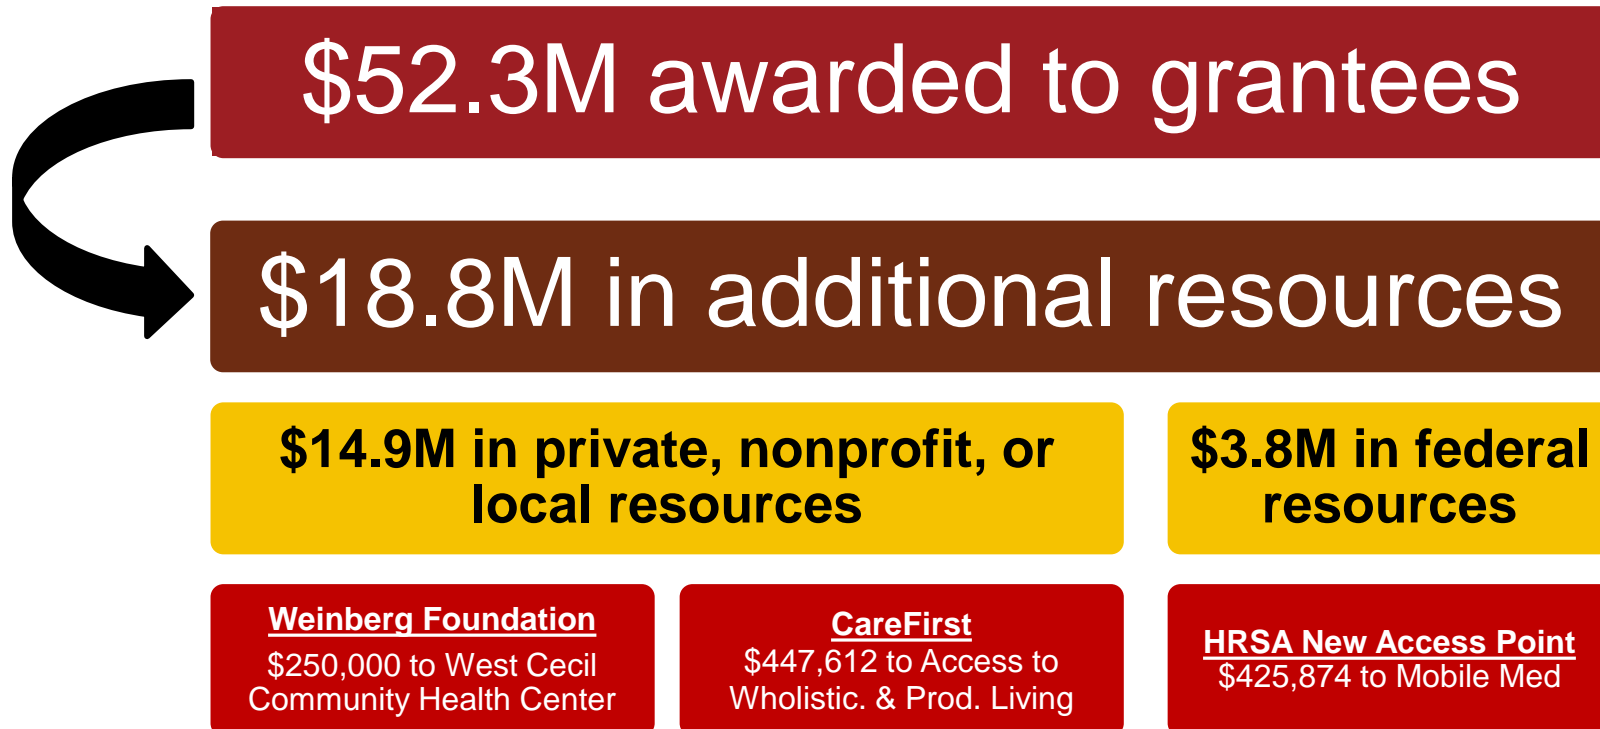 $52.3M awarded to grantees
$18.8M in additional resources
$14.9M in private, nonprofit, or
local resources
$3.8M in federal
resources
Weinberg Foundation
$250,000 to West Cecil
Community Health Center
CareFirst
$447,612 to Access to
Wholistic. & Prod. Living
HRSA New Access Point
$425,874 to Mobile Med